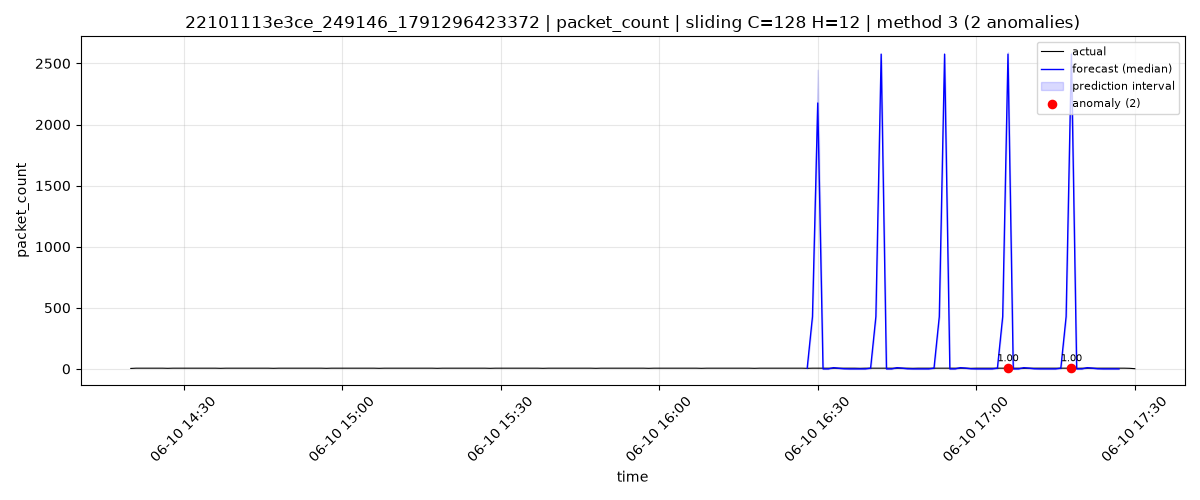 22101113e3ce_249146_1791296423372 | packet_count | sliding C=128 H=12 | method 3 (2 anomalies)
actual
forecast (median)
prediction interval
anomaly (2)
packet_count
2500
2000
1500
1000
500
0
1.00
1.00
06-10 14:30
06-10 15:00
06-10 15:30
06-10 16:00
06-10 16:30
06-10 17:00
06-10 17:30
time